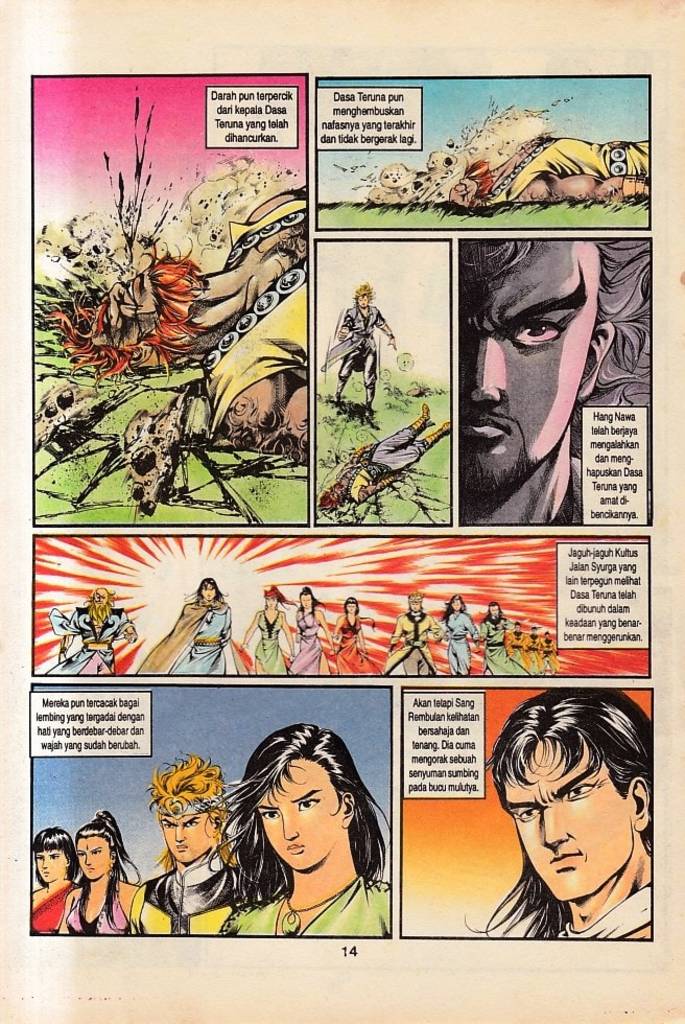 Darah pun terpercik
dari kepala Dasa
Teruna yang telah
dihancurkan.
Dasa Teruna pun
menghembuskan
nafasnya yang terakhir
dan tidak bergerak lagi.
Hang Nawa
telah berjaya
mengalahkan
dan meng-
hapuskan Dasa
Teruna yang
amat di-
bencikannya.
Jaguh-jaguh Kultus
Jalan Syurga yang
lain terpegun melihat
Dasa Teruna telah
dibunuh dalam
keadaan yang benar-
benar menggerunkan.
Mereka pun tercacak bagai
lembing yang tergadai dengan
hati yang berdebar-debar dan
wajah yang sudah berubah.
Akan tetapi Sang
Rembulan kelihatan
bersahaja dan
tenang. Dia cuma
mengorak sebuah
senyuman sumbing
pada bucu mulutya.
14